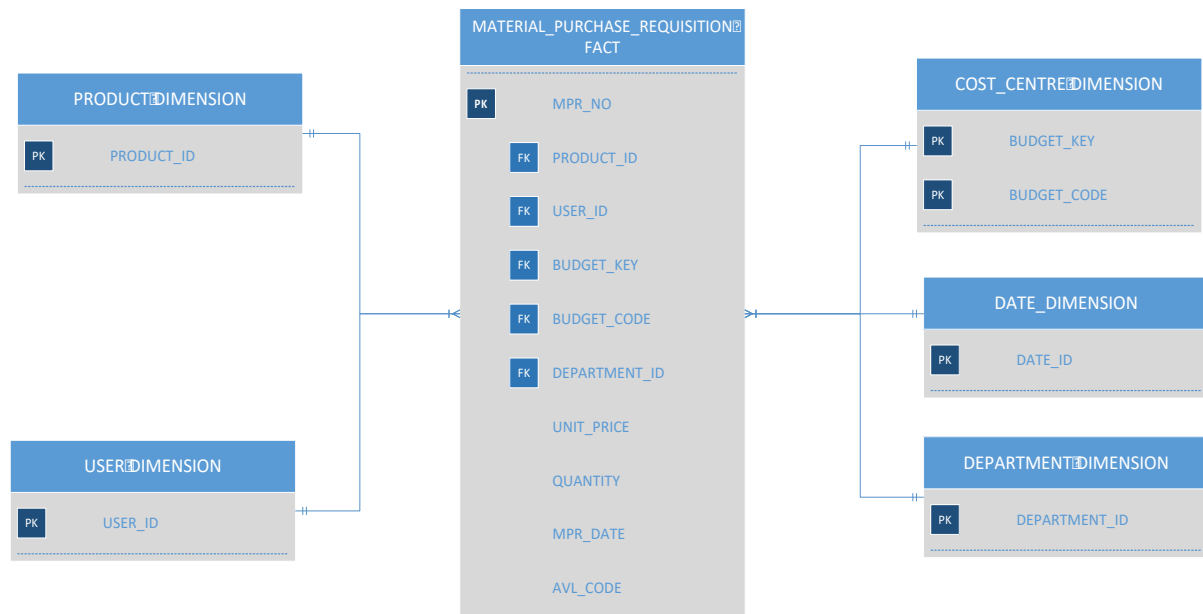 MATERIAL_PURCHASE_REQUISITION
FACT
PK MPR_NO
FK PRODUCT_ID
FK USER_ID
FK BUDGET_KEY
FK BUDGET_CODE
FK DEPARTMENT_ID
UNIT_PRICE
QUANTITY
MPR_DATE
AVL_CODE
PRODUCT DIMENSION
PK PRODUCT_ID
USER DIMENSION
PK USER_ID
COST_CENTRE DIMENSION
PK BUDGET_KEY
PK BUDGET_CODE
DATE_DIMENSION
PK DATE_ID
DEPARTMENT DIMENSION
PK DEPARTMENT_ID